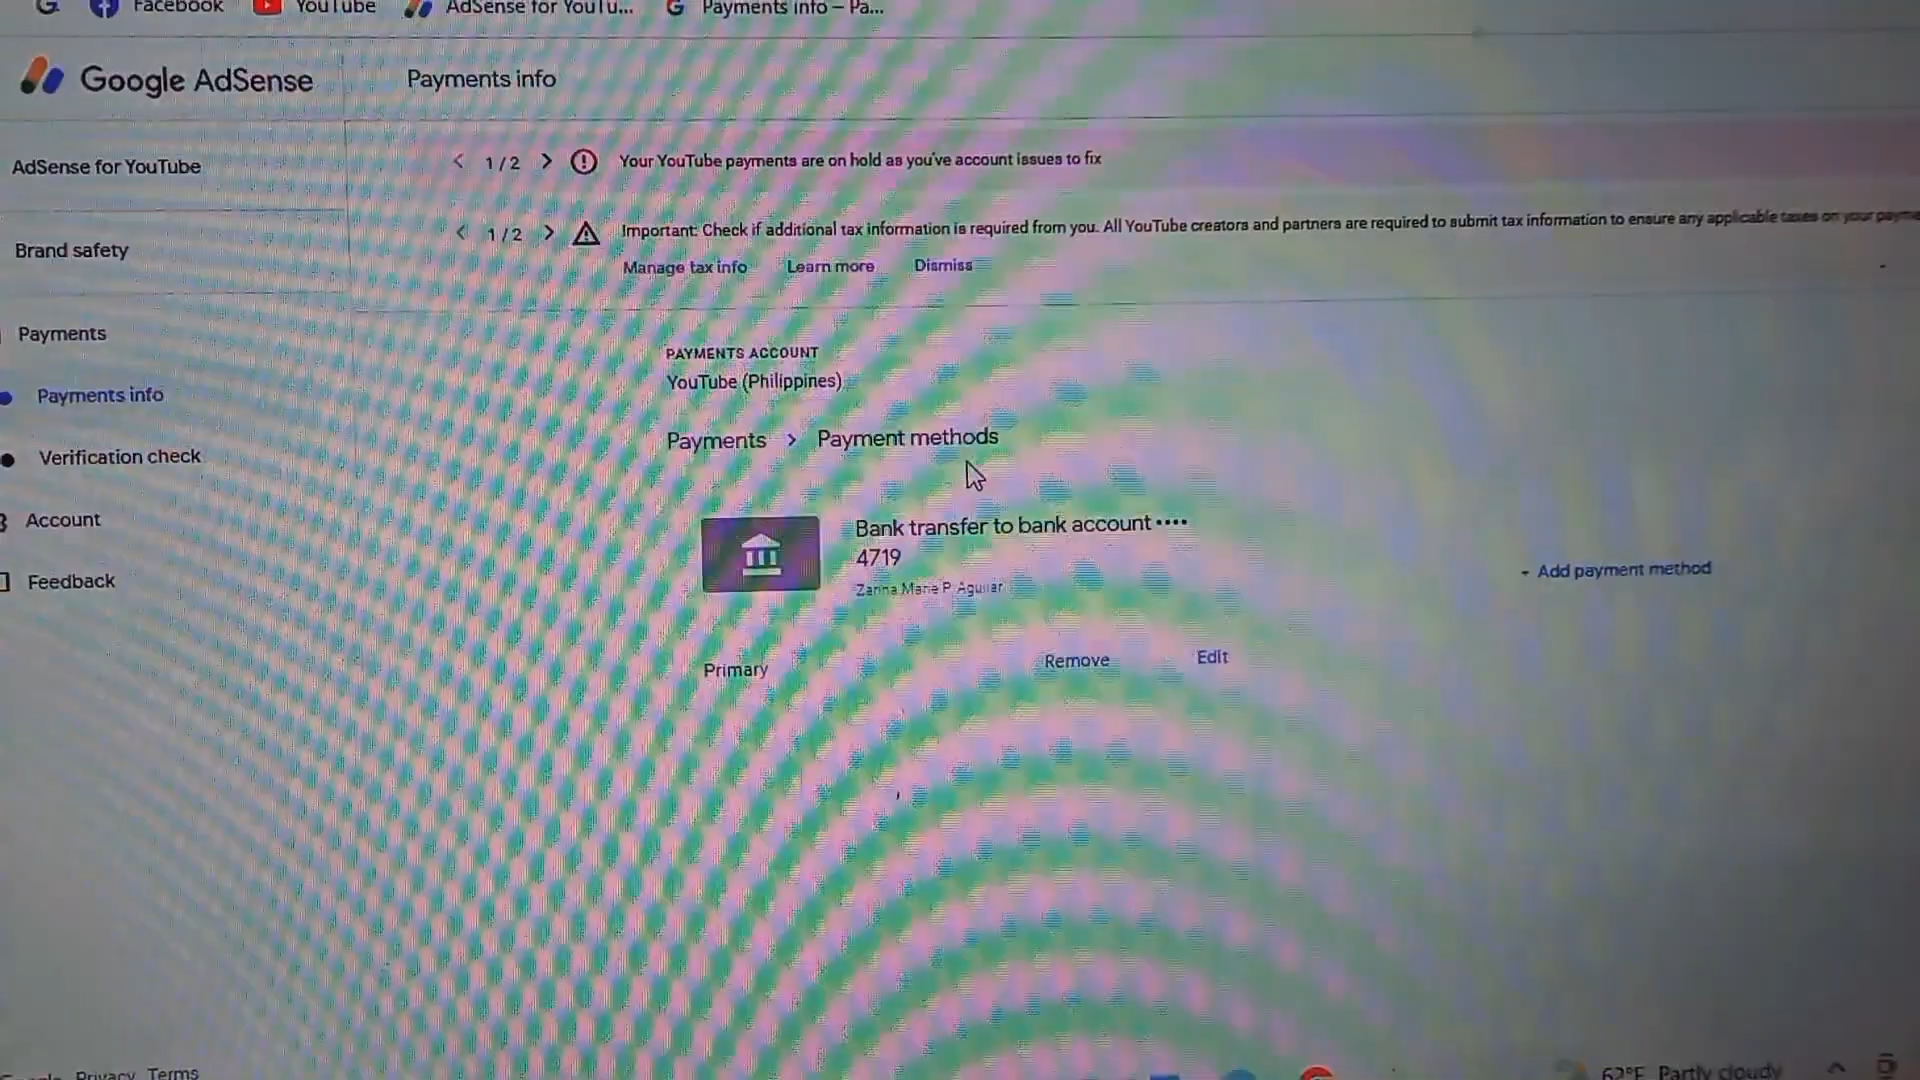 Facebook
YouTube
AdSense for YouTu...
Payments info – Pa...
Google AdSense
Payments info
AdSense for YouTube
Brand safety
Payments
Payments info
Verification check
Account
Feedback
1 / 2
Your YouTube payments are on hold as you've account issues to fix
1 / 2
Important: Check if additional tax information is required from you. All YouTube creators and partners are required to submit tax information to ensure any applicable taxes on your payme
Manage tax info
Learn more
Dismiss
PAYMENTS ACCOUNT
YouTube (Philippines)
Payments > Payment methods
Bank transfer to bank account ••••
4719
Zarina Marie P Aguilar
Add payment method
Primary
Remove
Edit
Privacy Terms
62°F Partly cloudy